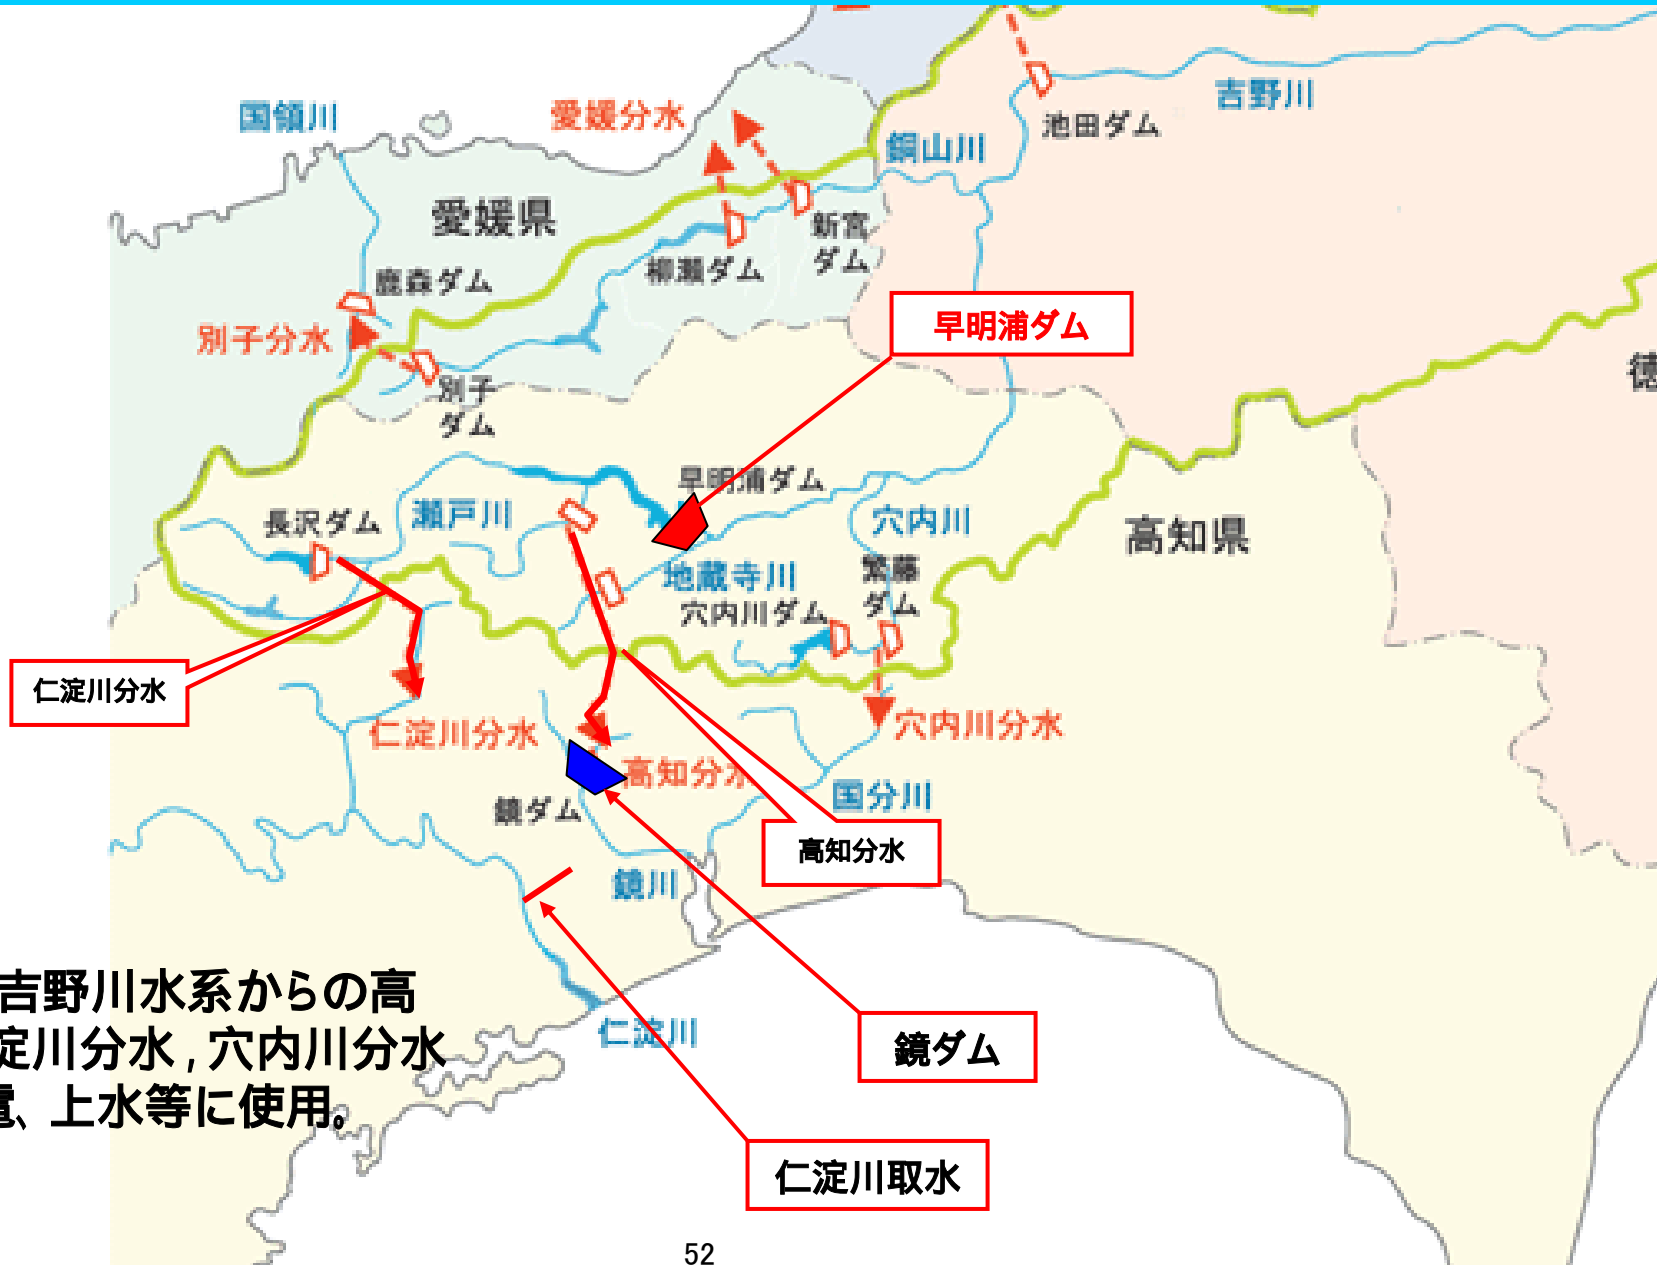 国領川
愛媛分水
吉野川
池田ダム
銅山川
愛媛県
新宮
ダム
柳瀬ダム
鹿森ダム
別子分水
別子
ダム
早明浦ダム
徳
早明浦ダム
長沢ダム
瀬戸川
穴内川
高知県
地蔵寺川
繁藤
ダム
穴内川ダム
仁淀川分水
仁淀川分水
穴内川分水
高知分水
鏡ダム
国分川
高知分水
鏡川
吉野川水系からの高
淀川分水，穴内川分水
電、上水等に使用。
仁淀川
鏡ダム
仁淀川取水
52